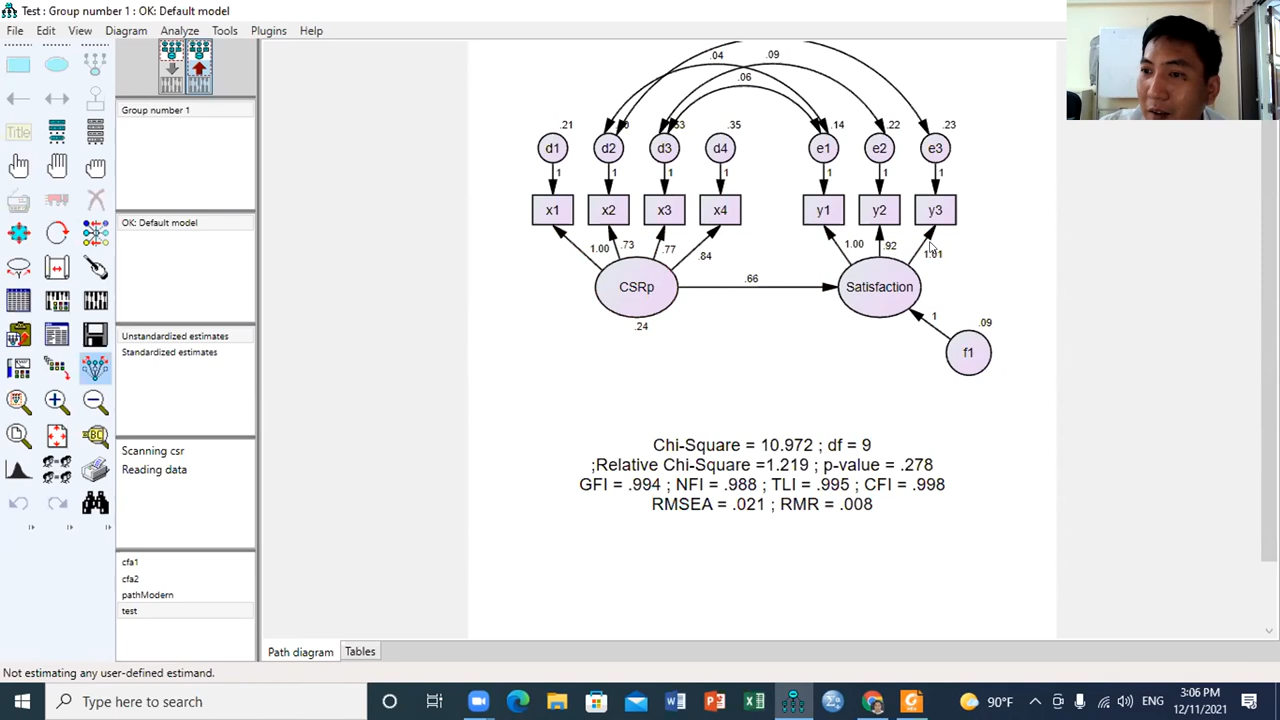 Test : Group number 1 : OK: Default model
File Edit View Diagram Analyze Tools Plugins Help
Group number 1
OK: Default model
Unstandardized estimates
Standardized estimates
Scanning csr
Reading data
cfa1
cfa2
pathModern
test
Title
.04 .09
.06
.21 .35 .14 .22 .23
d1 d2 d3 d4 e1 e2 e3
1 1 1 1 1 1 1
x1 x2 x3 x4 y1 y2 y3
1.00 .73 .77 .84 1.00 .92 1.01
CSRp .66 Satisfaction
.24 1 .09
f1
Chi-Square = 10.972 ; df = 9
;Relative Chi-Square =1.219 ; p-value = .278
GFI = .994 ; NFI = .988 ; TLI = .995 ; CFI = .998
RMSEA = .021 ; RMR = .008
Path diagram Tables
Not estimating any user-defined estimand.
Type here to search
90°F ENG 3:06 PM
12/11/2021